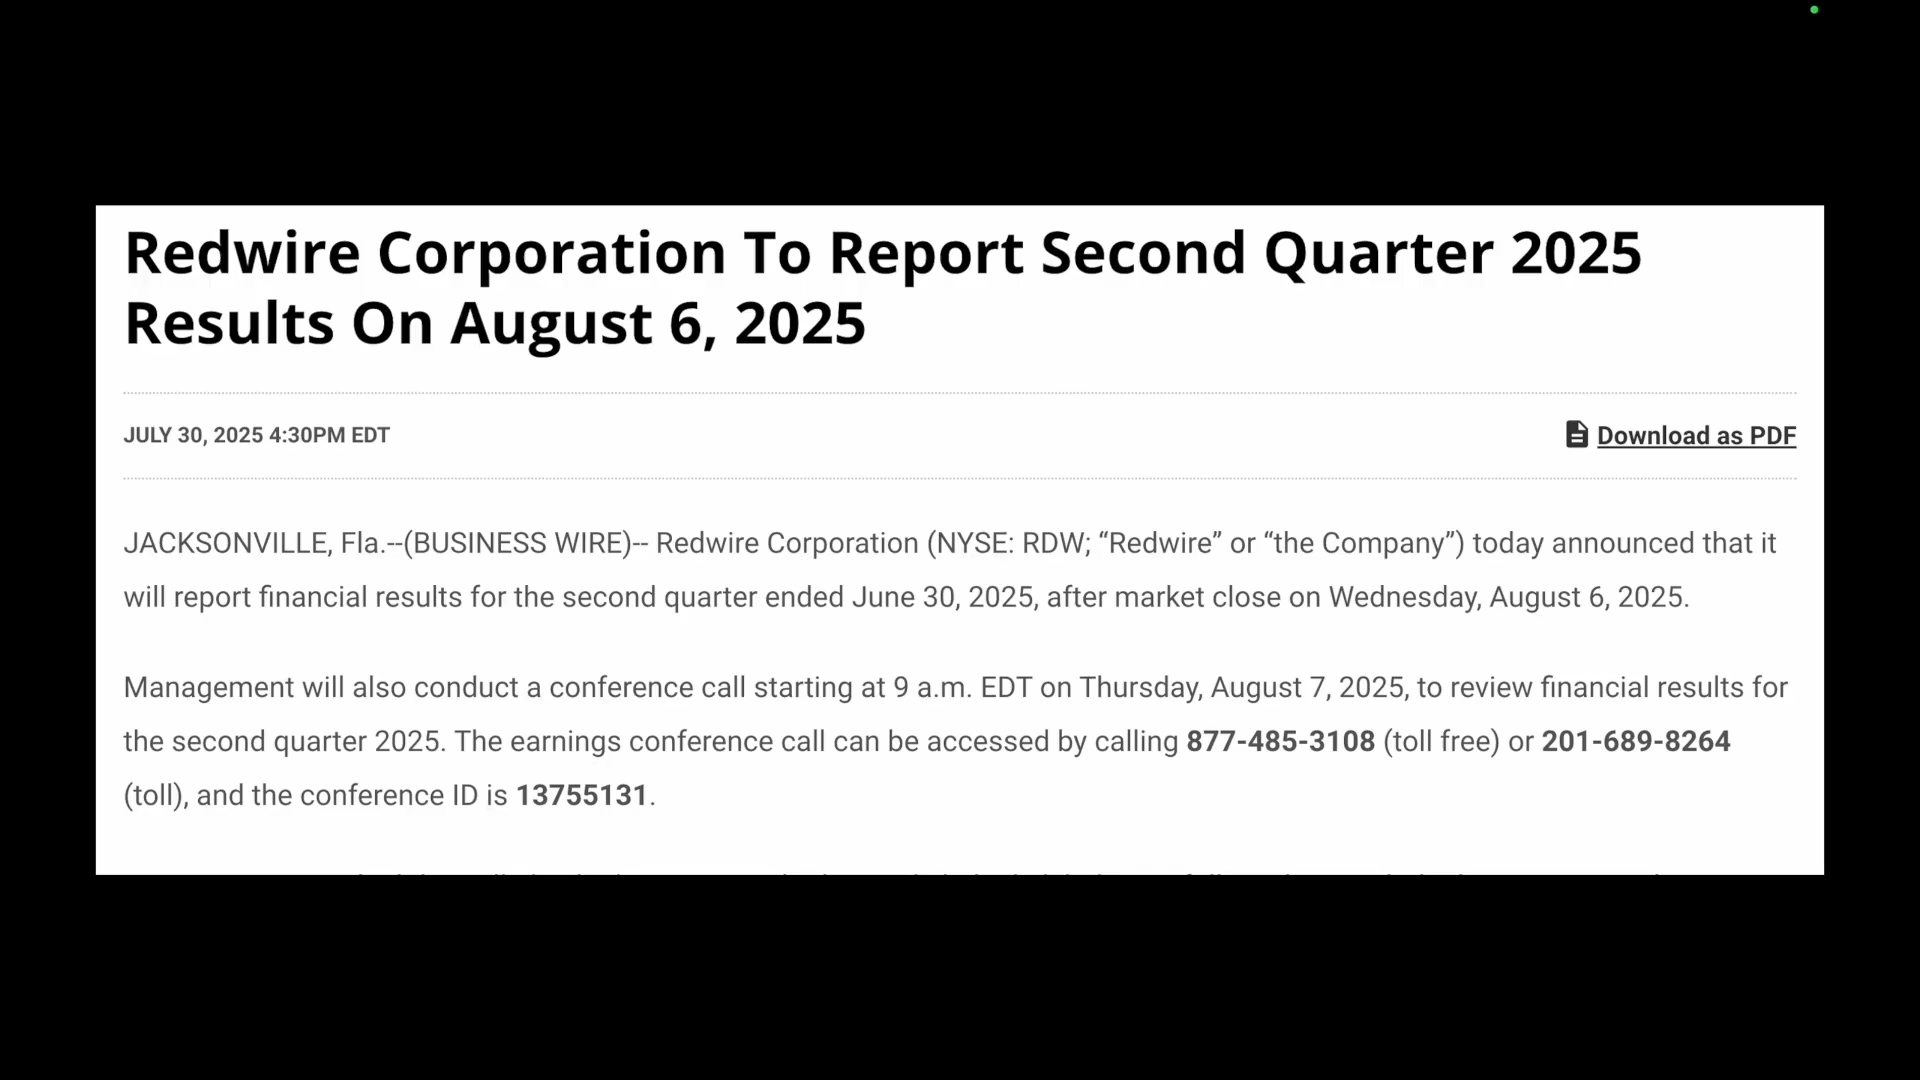 Redwire Corporation To Report Second Quarter 2025
Results On August 6, 2025
JULY 30, 2025 4:30PM EDT
Download as PDF
JACKSONVILLE, Fla.--(BUSINESS WIRE)-- Redwire Corporation (NYSE: RDW; “Redwire” or “the Company”) today announced that it
will report financial results for the second quarter ended June 30, 2025, after market close on Wednesday, August 6, 2025.
Management will also conduct a conference call starting at 9 a.m. EDT on Thursday, August 7, 2025, to review financial results for
the second quarter 2025. The earnings conference call can be accessed by calling 877-485-3108 (toll free) or 201-689-8264
(toll), and the conference ID is 13755131.